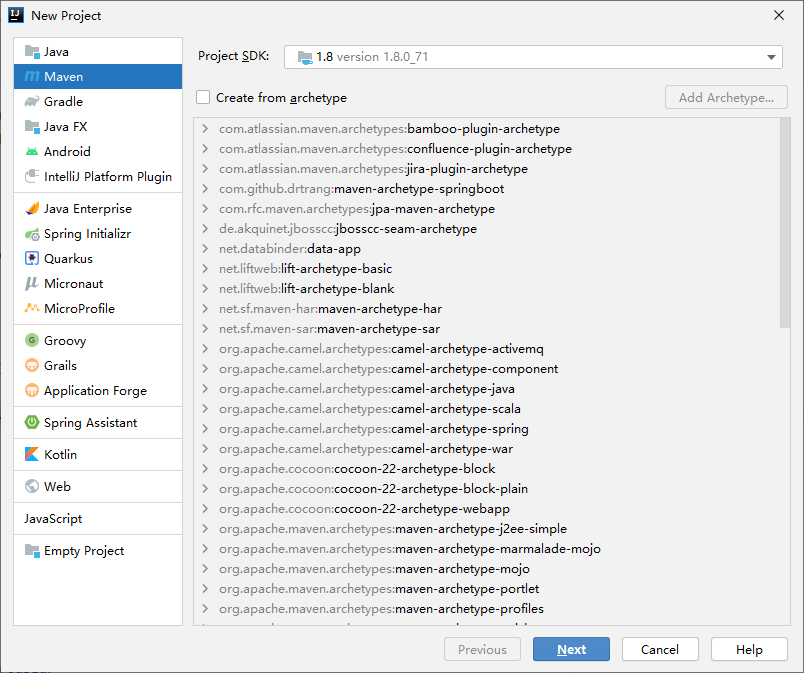 New Project
Java
Maven
Gradle
Java FX
Android
IntelliJ Platform Plugin
Java Enterprise
Spring Initializr
Quarkus
Micronaut
MicroProfile
Groovy
Grails
Application Forge
Spring Assistant
Kotlin
Web
JavaScript
Empty Project
Project SDK: 1.8 version 1.8.0_71
Create from archetype Add Archetype...
com.atlassian.maven.archetypes:bamboo-plugin-archetype
com.atlassian.maven.archetypes:confluence-plugin-archetype
com.atlassian.maven.archetypes:jira-plugin-archetype
com.github.drtrang:maven-archetype-springboot
com.rfc.maven.archetypes:jpa-maven-archetype
de.akquinet.jbosscc:jbosscc-seam-archetype
net.databinder:data-app
net.liftweb:lift-archetype-basic
net.liftweb:lift-archetype-blank
net.sf.maven-har:maven-archetype-har
net.sf.maven-sar:maven-archetype-sar
org.apache.camel.archetypes:camel-archetype-activemq
org.apache.camel.archetypes:camel-archetype-component
org.apache.camel.archetypes:camel-archetype-java
org.apache.camel.archetypes:camel-archetype-scala
org.apache.camel.archetypes:camel-archetype-spring
org.apache.camel.archetypes:camel-archetype-war
org.apache.cocoon:cocoon-22-archetype-block
org.apache.cocoon:cocoon-22-archetype-block-plain
org.apache.cocoon:cocoon-22-archetype-webapp
org.apache.maven.archetypes:maven-archetype-j2ee-simple
org.apache.maven.archetypes:maven-archetype-marmalade-mojo
org.apache.maven.archetypes:maven-archetype-mojo
org.apache.maven.archetypes:maven-archetype-portlet
org.apache.maven.archetypes:maven-archetype-profiles
Previous Next Cancel Help